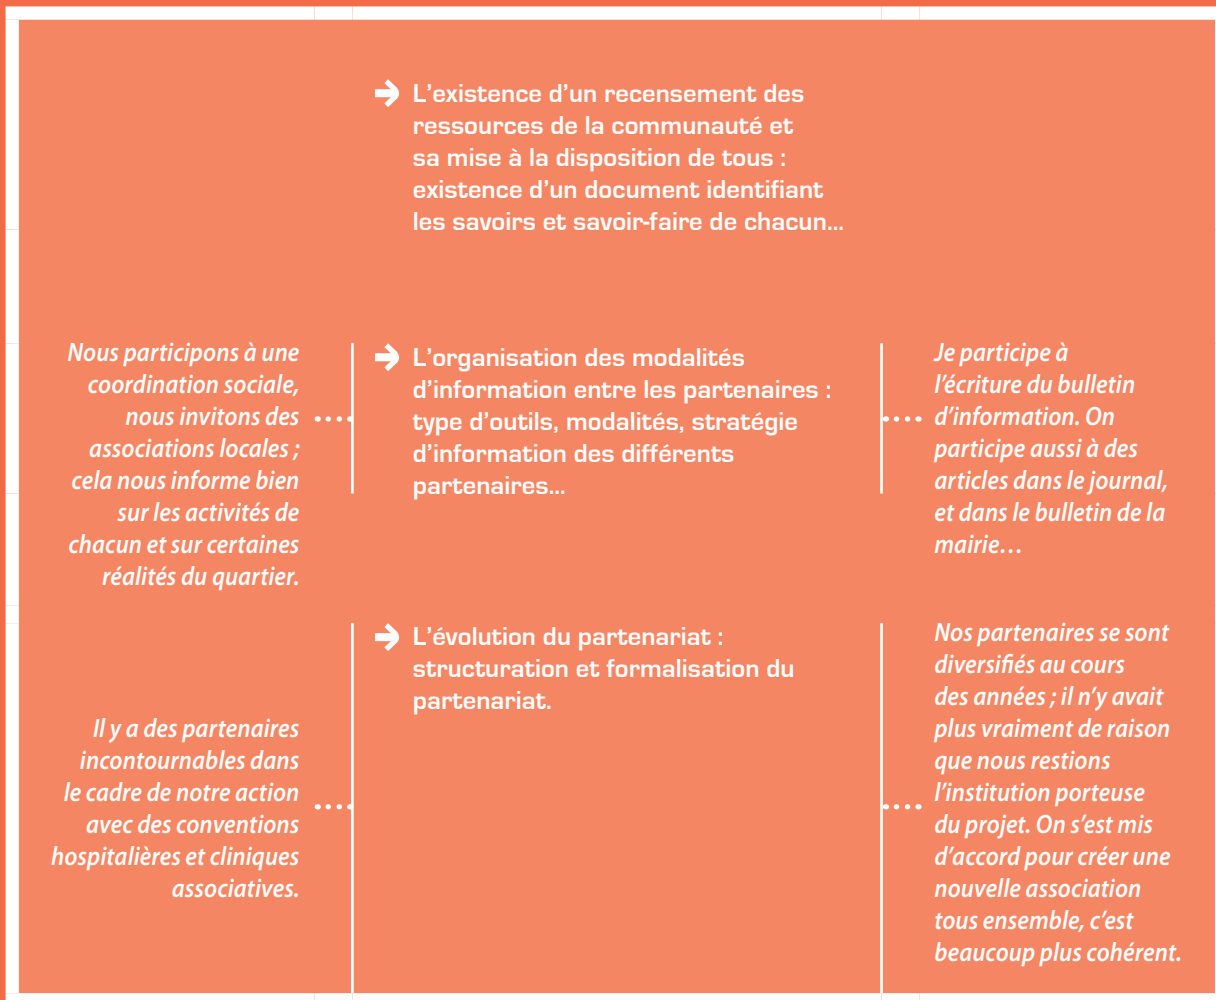 → L'existence d'un recensement des
ressources de la communauté et
sa mise à la disposition de tous :
existence d'un document identifiant
les savoirs et savoir-faire de chacun...
Nous participons à une
coordination sociale,
nous invitons des
associations locales ;
cela nous informe bien
sur les activités de
chacun et sur certaines
réalités du quartier.
→ L'organisation des modalités
d'information entre les partenaires :
type d'outils, modalités, stratégie
d'information des différents
partenaires...
Je participe à
l'écriture du bulletin
d'information. On
participe aussi à des
articles dans le journal,
et dans le bulletin de la
mairie…
Il y a des partenaires
incontournables dans
le cadre de notre action
avec des conventions
hospitalières et cliniques
associatives.
→ L'évolution du partenariat :
structuration et formalisation du
partenariat.
Nos partenaires se sont
diversifiés au cours
des années ; il n'y avait
plus vraiment de raison
que nous restions
l'institution porteuse
du projet. On s'est mis
d'accord pour créer une
nouvelle association
tous ensemble, c'est
beaucoup plus cohérent.